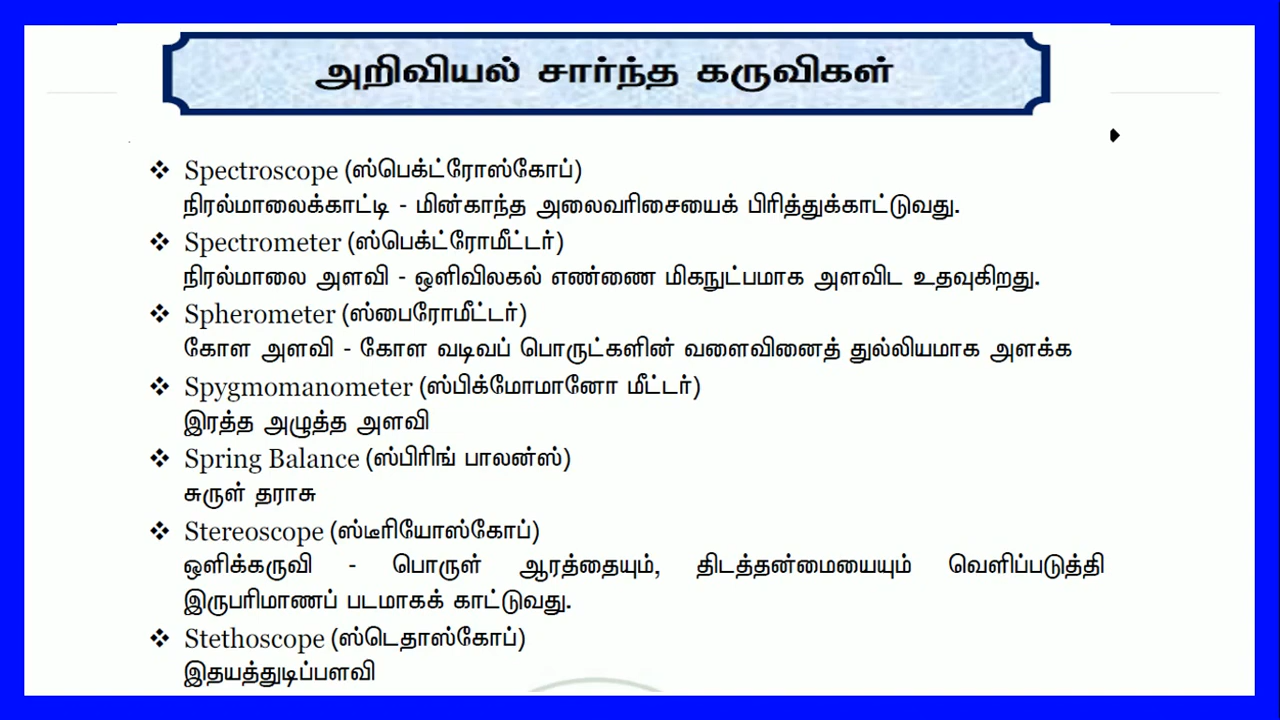 அறிவியல் சார்ந்த கருவிகள்
❖ Spectroscope (ஸ்பெக்ட்ரோஸ்கோப்)
நிரல்மாலைக்காட்டி - மின்காந்த அலைவரிசையைக் பிரித்துக்காட்டுவது.
❖ Spectrometer (ஸ்பெக்ட்ரோமீட்டர்)
நிரல்மாலை அளவி - ஒளிவிலகல் எண்ணை மிகநுட்பமாக அளவிட உதவுகிறது.
❖ Spherometer (ஸ்பைரோமீட்டர்)
கோள அளவி - கோள வடிவப் பொருட்களின் வளைவினைத் துல்லியமாக அளக்க
❖ Spygmomanometer (ஸ்பிக்மோமானோ மீட்டர்)
இரத்த அழுத்த அளவி
❖ Spring Balance (ஸ்பிரிங் பாலன்ஸ்)
சுருள் தராசு
❖ Stereoscope (ஸ்டீரியோஸ்கோப்)
ஒளிக்கருவி - பொருள் ஆரத்தையும், திடத்தன்மையையும் வெளிப்படுத்தி
இருபரிமாணப் படமாகக் காட்டுவது.
❖ Stethoscope (ஸ்டெதாஸ்கோப்)
இதயத்துடிப்பளவி